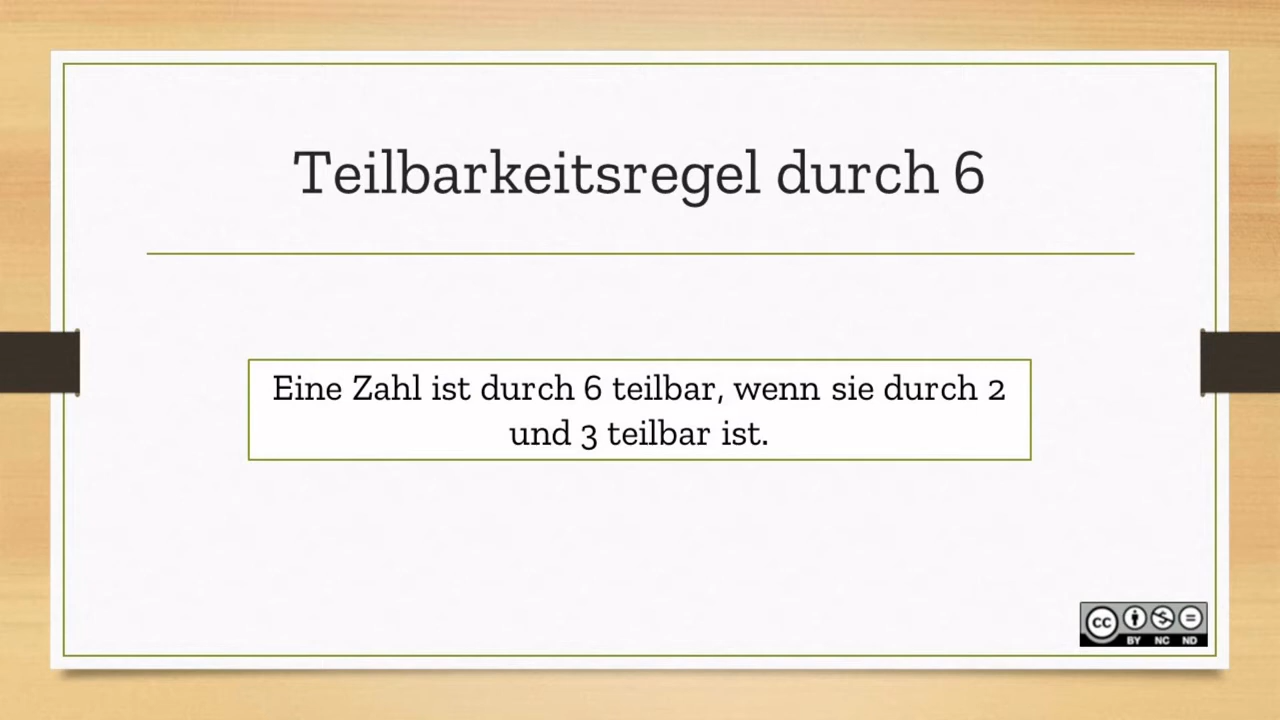 Teilbarkeitsregel durch 6
Eine Zahl ist durch 6 teilbar, wenn sie durch 2
und 3 teilbar ist.
cc
BY NC ND